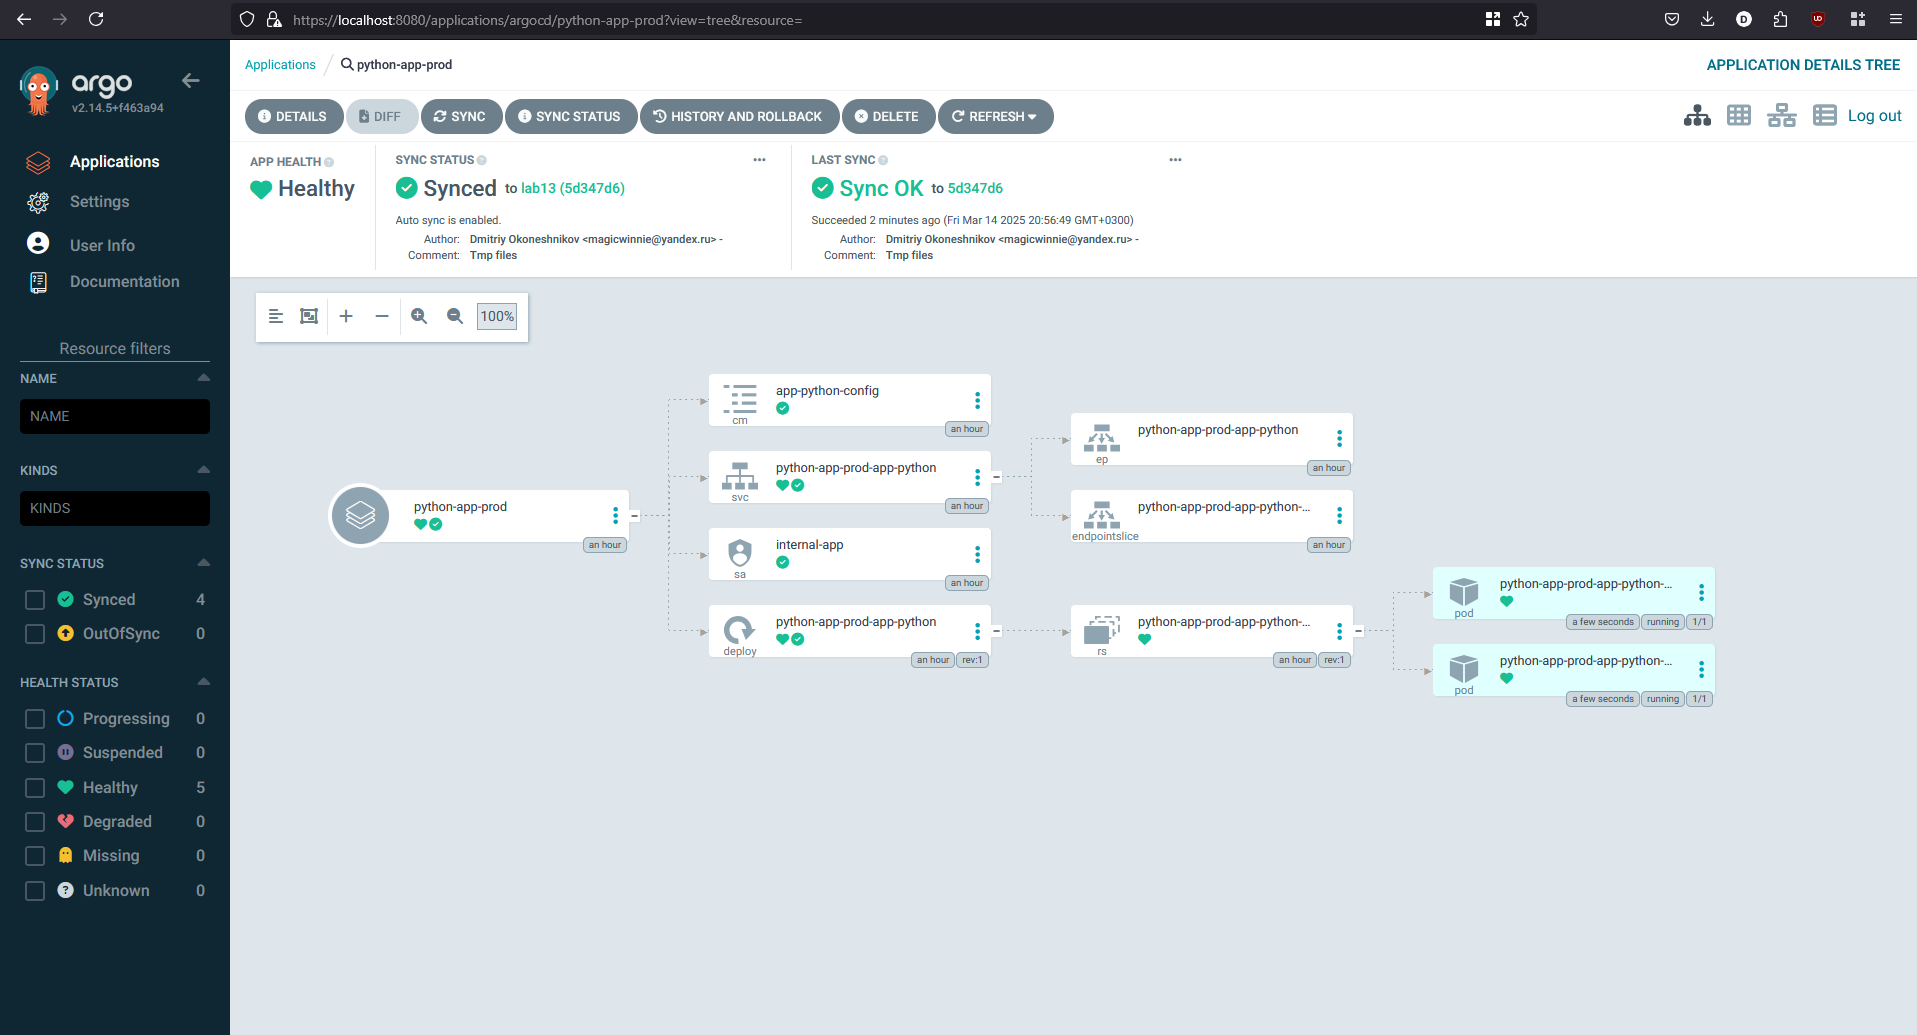 https://localhost:8080/applications/argocd/python-app-prod?view=tree&resource=
D
argo
v2.14.5+f463a94
Applications
Settings
User Info
Documentation
Resource filters
NAME
NAME
KINDS
KINDS
SYNC STATUS
Synced 4
OutOfSync 0
HEALTH STATUS
Progressing 0
Suspended 0
Healthy 5
Degraded 0
Missing 0
Unknown 0
Applications / python-app-prod
APPLICATION DETAILS TREE
DETAILS DIFF SYNC SYNC STATUS HISTORY AND ROLLBACK DELETE REFRESH
Log out
APP HEALTH
Healthy
SYNC STATUS
Synced to lab13 (5d347d6)
Auto sync is enabled.
Author: Dmitriy Okoneshnikov <magicwinnie@yandex.ru> -
Comment: Tmp files
LAST SYNC
Sync OK to 5d347d6
Succeeded 2 minutes ago (Fri Mar 14 2025 20:56:49 GMT+0300)
Author: Dmitriy Okoneshnikov <magicwinnie@yandex.ru> -
Comment: Tmp files
100%
python-app-prod
an hour
app-python-config
cm
an hour
python-app-prod-app-python
svc
an hour
internal-app
sa
an hour
python-app-prod-app-python
deploy
an hour rev:1
python-app-prod-app-python
ep
an hour
python-app-prod-app-python-...
endpointslice
an hour
python-app-prod-app-python-...
rs
an hour rev:1
python-app-prod-app-python-...
pod
a few seconds running 1/1
python-app-prod-app-python-...
pod
a few seconds running 1/1